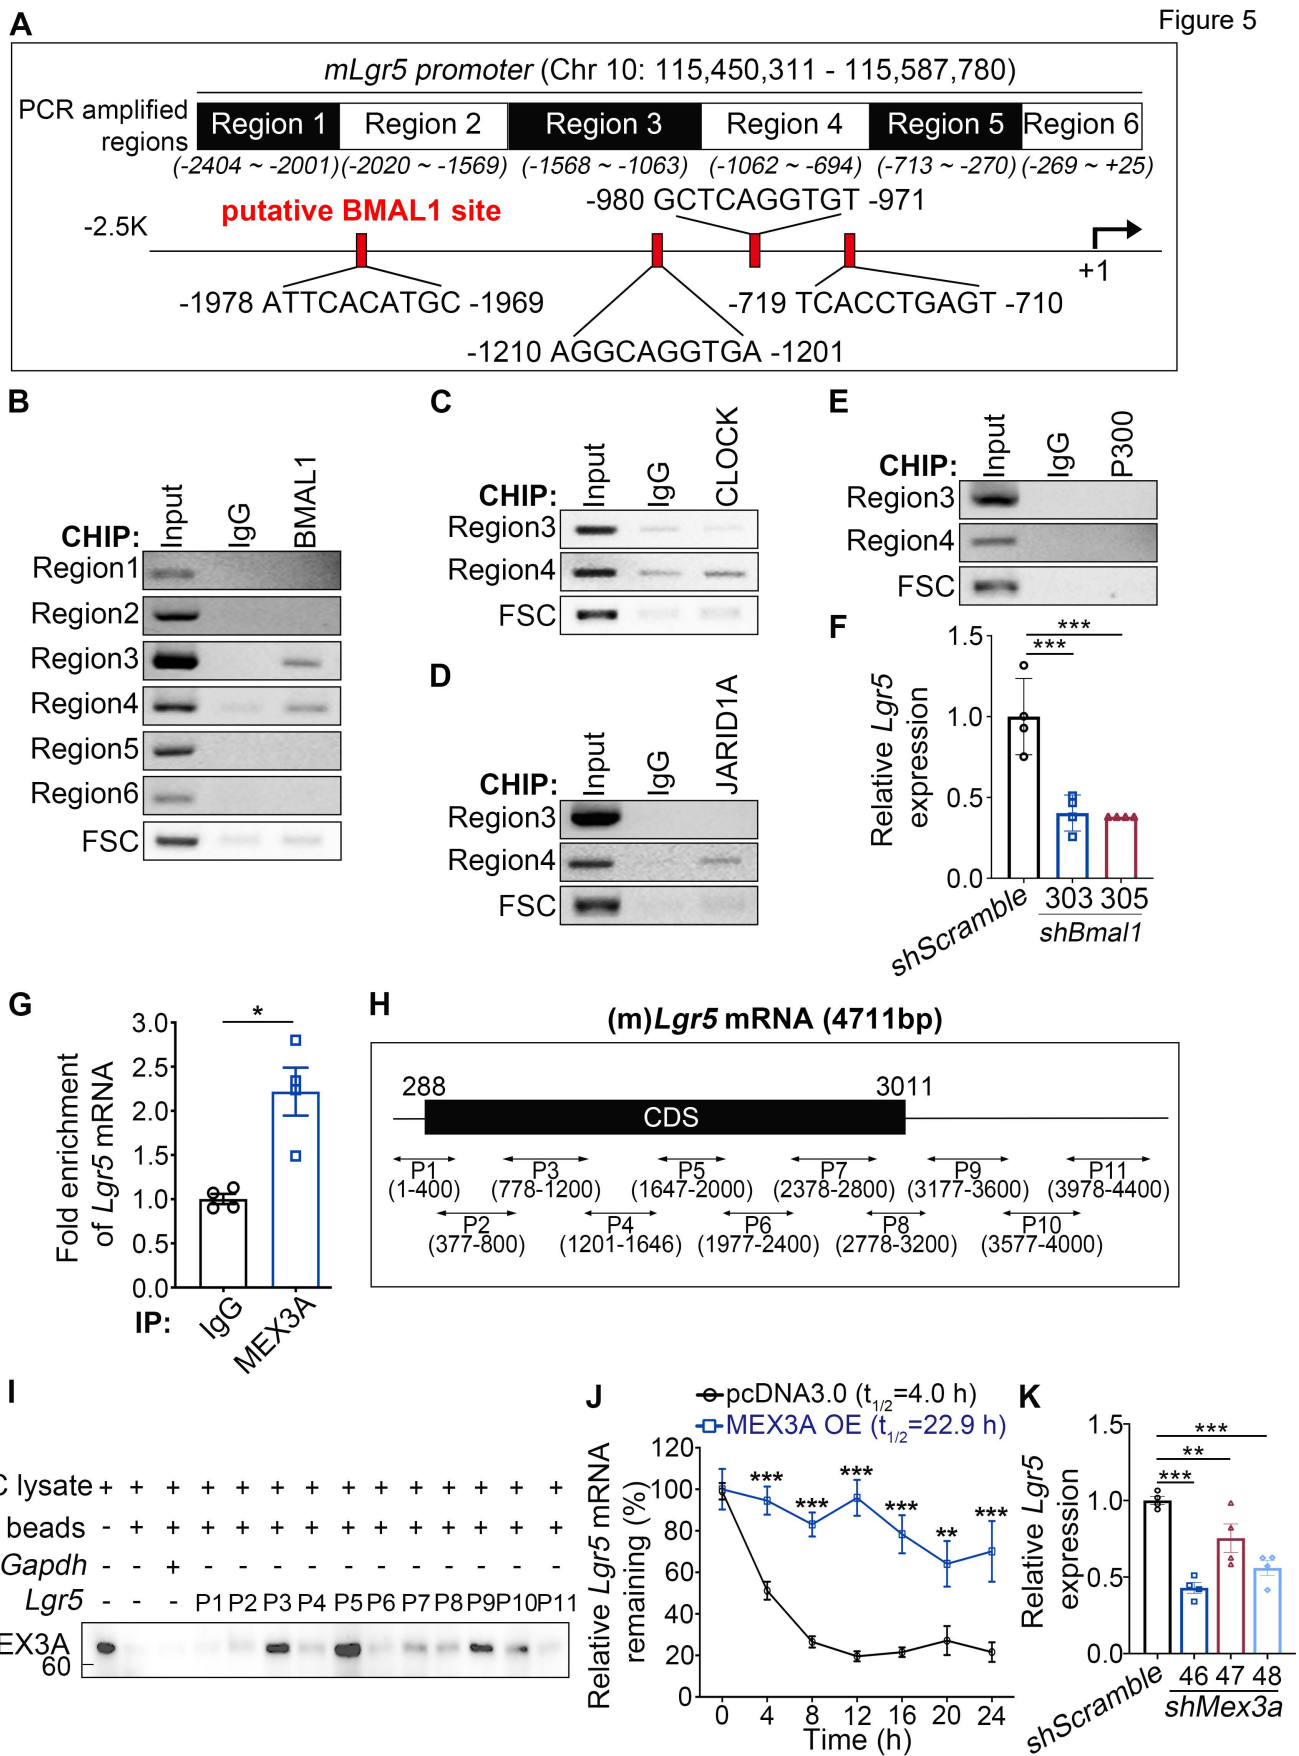 Figure 5
A
mLgr5 promoter (Chr 10: 115,450,311 - 115,587,780)
PCR amplified regions
Region 1 Region 2 Region 3 Region 4 Region 5 Region 6
(-2404 ~ -2001) (-2020 ~ -1569) (-1568 ~ -1063) (-1062 ~ -694) (-713 ~ -270) (-269 ~ +25)
putative BMAL1 site
-980 GCTCAGGTGT -971
-2.5K
+1
-1978 ATTCACATGC -1969
-719 TCACCTGAGT -710
-1210 AGGCAGGTGA -1201
B
CHIP: Input IgG BMAL1
Region1
Region2
Region3
Region4
Region5
Region6
FSC
C
CHIP: Input IgG CLOCK
Region3
Region4
FSC
D
CHIP: Input IgG JARID1A
Region3
Region4
FSC
E
CHIP: Input IgG P300
Region3
Region4
FSC
F
Relative Lgr5 expression
1.5
1.0
0.5
0.0
***
***
shScramble 303 305
shBmal1
G
Fold enrichment of Lgr5 mRNA
3.0
2.5
2.0
1.5
1.0
0.5
0.0
*
IP: IgG MEX3A
H
(m)Lgr5 mRNA (4711bp)
288 3011
CDS
P1 P3 P5 P7 P9 P11
(1-400) (778-1200) (1647-2000) (2378-2800) (3177-3600) (3978-4400)
P2 P4 P6 P8 P10
(377-800) (1201-1646) (1977-2400) (2778-3200) (3577-4000)
I
C lysate + + + + + + + + + + + + + +
beads - + + + + + + + + + + + + +
Gapdh - - + - - - - - - - - - - -
Lgr5 - - - P1 P2 P3 P4 P5 P6 P7 P8 P9 P10 P11
EX3A
60
J
pcDNA3.0 (t1/2=4.0 h)
MEX3A OE (t1/2=22.9 h)
Relative Lgr5 mRNA remaining (%)
120
100
80
60
40
20
0
*** *** *** *** ** ***
0 4 8 12 16 20 24
Time (h)
K
Relative Lgr5 expression
1.5
1.0
0.5
0.0
***
**
***
shScramble 46 47 48
shMex3a